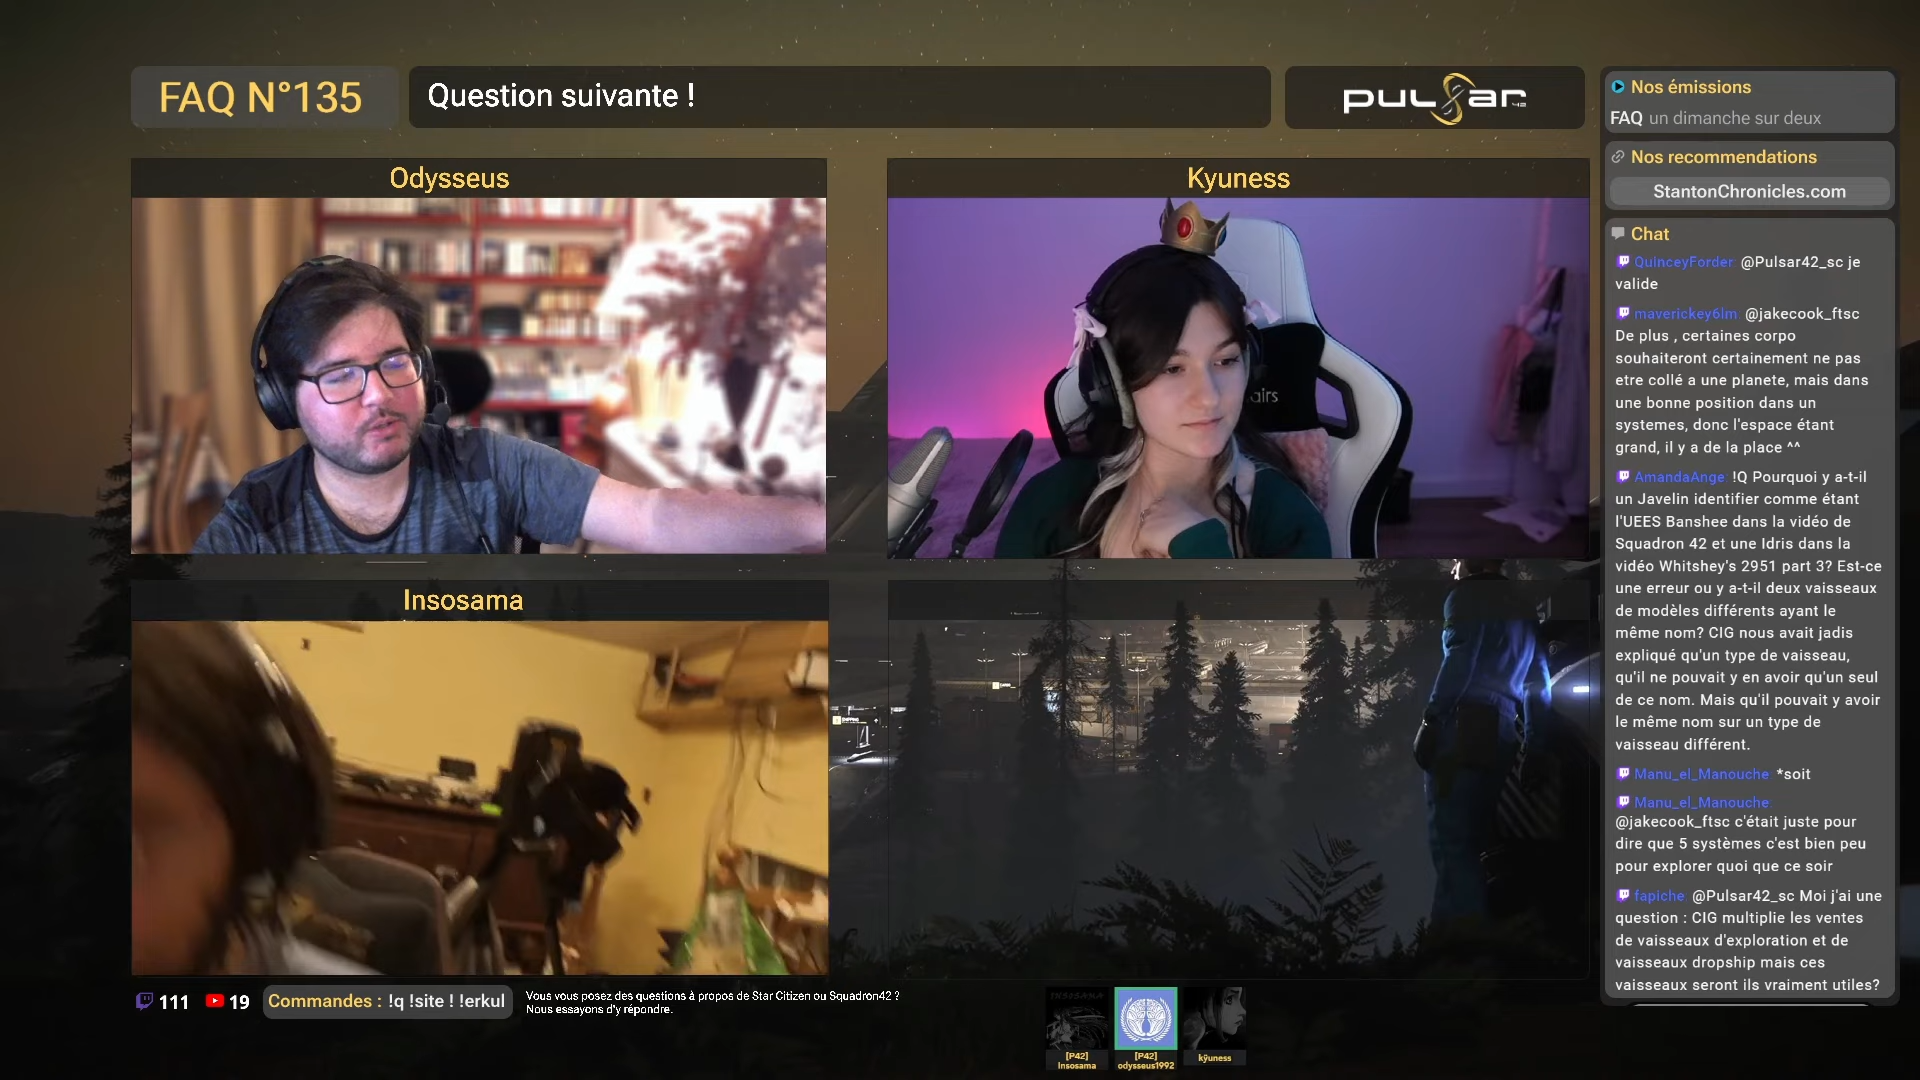 FAQ N°135
Question suivante !
pulsar 42
Odysseus
Kyuness
Insosama
airs
Nos émissions
FAQ un dimanche sur deux
Nos recommendations
StantonChronicles.com
Chat
QuinceyForder: @Pulsar42_sc je
valide
maverickey6lm: @jakecook_ftsc
De plus , certaines corpo
souhaiteront certainement ne pas
etre collé a une planete, mais dans
une bonne position dans un
systemes, donc l'espace étant
grand, il y a de la place ^^
AmandaAnge: !Q Pourquoi y a-t-il
un Javelin identifier comme étant
l'UEES Banshee dans la vidéo de
Squadron 42 et une Idris dans la
vidéo Whitshey's 2951 part 3? Est-ce
une erreur ou y a-t-il deux vaisseaux
de modèles différents ayant le
même nom? CIG nous avait jadis
expliqué qu'un type de vaisseau,
qu'il ne pouvait y en avoir qu'un seul
de ce nom. Mais qu'il pouvait y avoir
le même nom sur un type de
vaisseau différent.
Manu_el_Manouche: *soit
Manu_el_Manouche:
@jakecook_ftsc c'était juste pour
dire que 5 systèmes c'est bien peu
pour explorer quoi que ce soir
fapiche: @Pulsar42_sc Moi j'ai une
question : CIG multiplie les ventes
de vaisseaux d'exploration et de
vaisseaux dropship mais ces
vaisseaux seront ils vraiment utiles?
111
19
Commandes : !q !site ! !erkul
Vous vous posez des questions à propos de Star Citizen ou Squadron42 ?
Nous essayons d'y répondre.
INSOSAMA
[P42]
Insosama
[P42]
odysseus1992
kÿuness